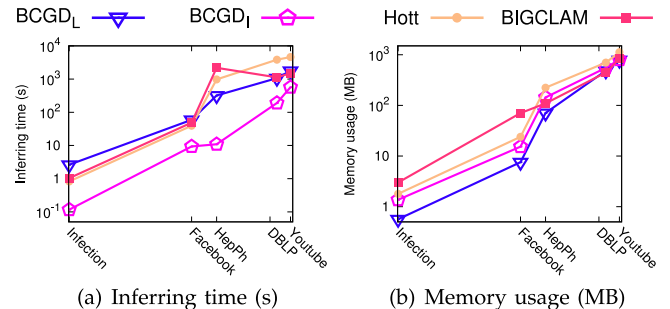 BCGD_L BCGD_I Hott BIGCLAM
Inferring time (s)
10^4
10^3
10^2
10
1
10^-1
Infection
Facebook
HepPh
DBLP
Youtube
(a) Inferring time (s)
Memory usage (MB)
10^2
10
1
Infection
Facebook
HepPh
DBLP
Youtube
(b) Memory usage (MB)